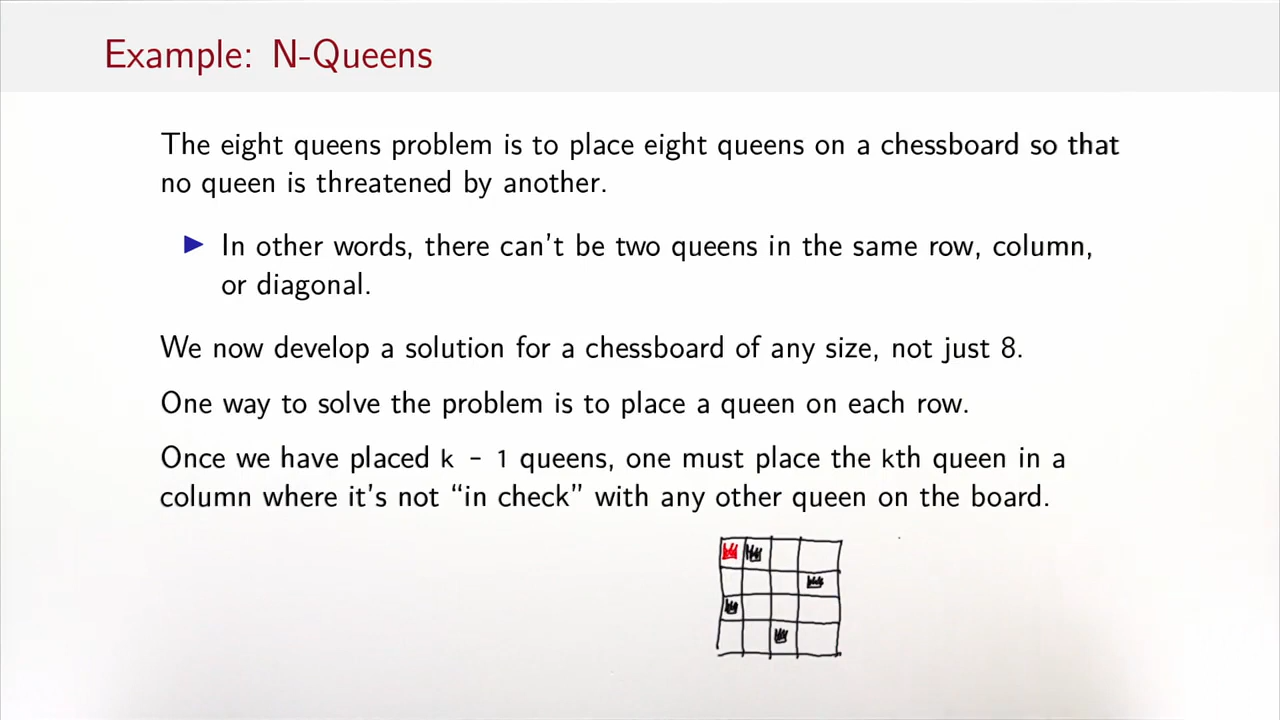 Example: N-Queens
The eight queens problem is to place eight queens on a chessboard so that
no queen is threatened by another.
In other words, there can't be two queens in the same row, column,
or diagonal.
We now develop a solution for a chessboard of any size, not just 8.
One way to solve the problem is to place a queen on each row.
Once we have placed k - 1 queens, one must place the kth queen in a
column where it's not “in check” with any other queen on the board.